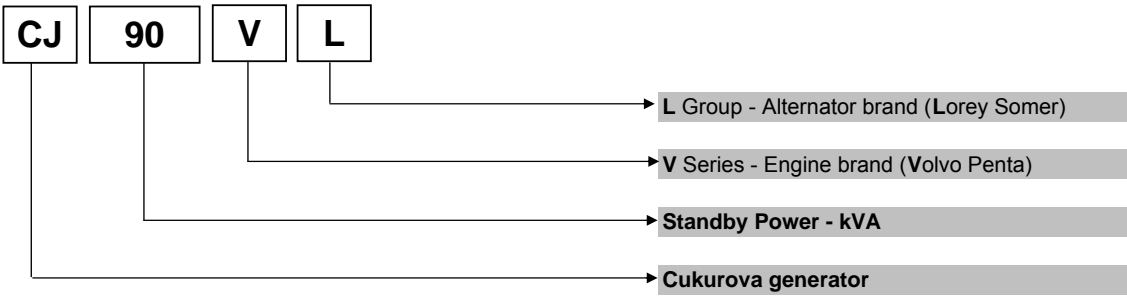 CJ 90 V L
L Group - Alternator brand (Lorey Somer)
V Series - Engine brand (Volvo Penta)
Standby Power - kVA
Cukurova generator